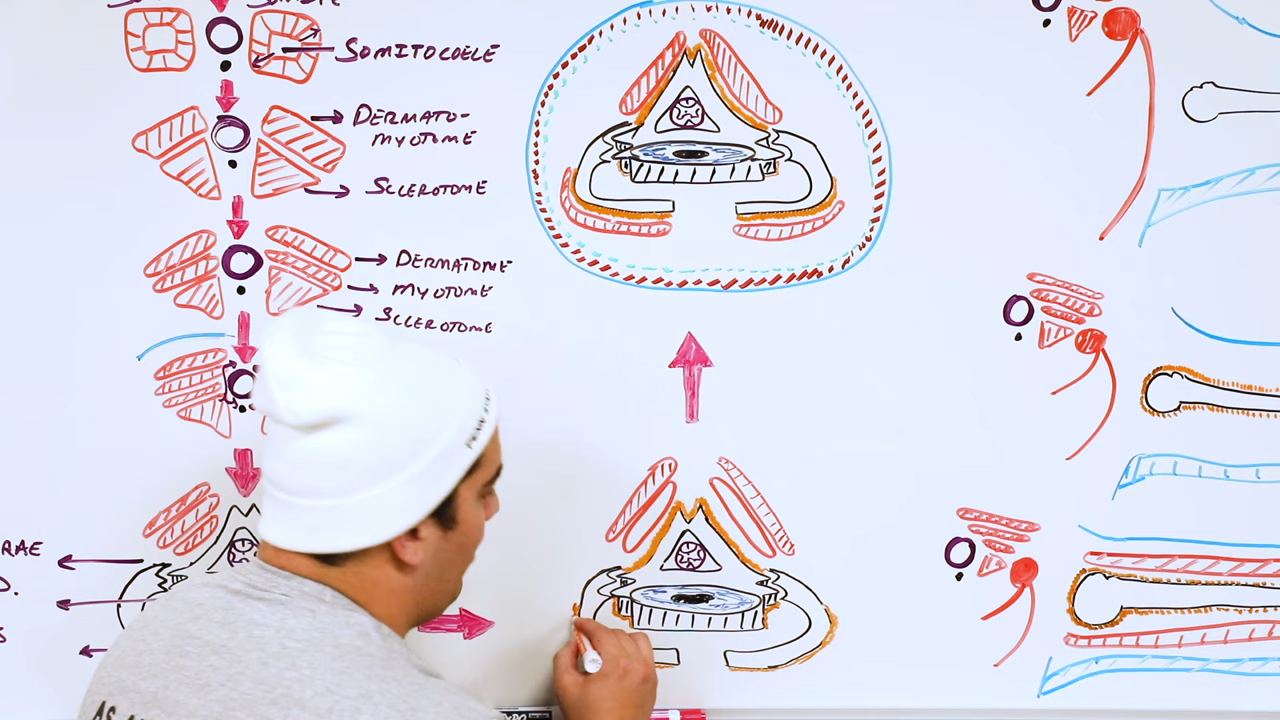 SOMITOCOELE
DERMATO-
MYOTOME
SCLEROTOME
DERMATOME
MYOTOME
SCLEROTOME
RAE
D.
S